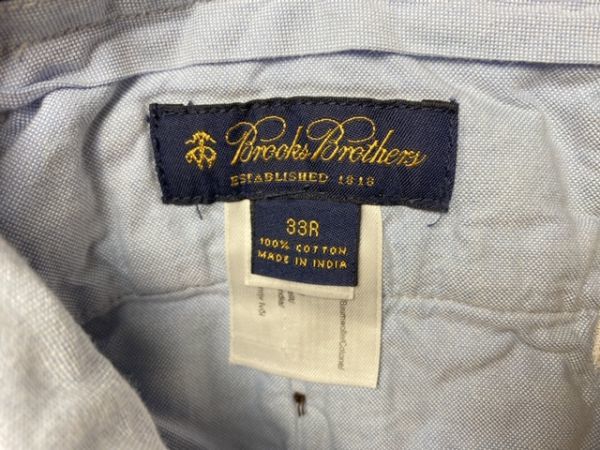 Brooks Brothers
ESTABLISHED 1818
33R
100% COTTON
MADE IN INDIA